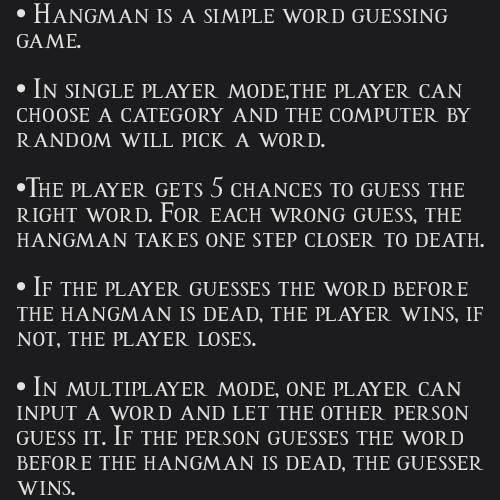 • Hangman is a simple word guessing
game.
• In single player mode,the player can
choose a category and the computer by
random will pick a word.
•The player gets 5 chances to guess the
right word. For each wrong guess, the
hangman takes one step closer to death.
• If the player guesses the word before
the hangman is dead, the player wins, if
not, the player loses.
• In multiplayer mode, one player can
input a word and let the other person
guess it. If the person guesses the word
before the hangman is dead, the guesser
wins.